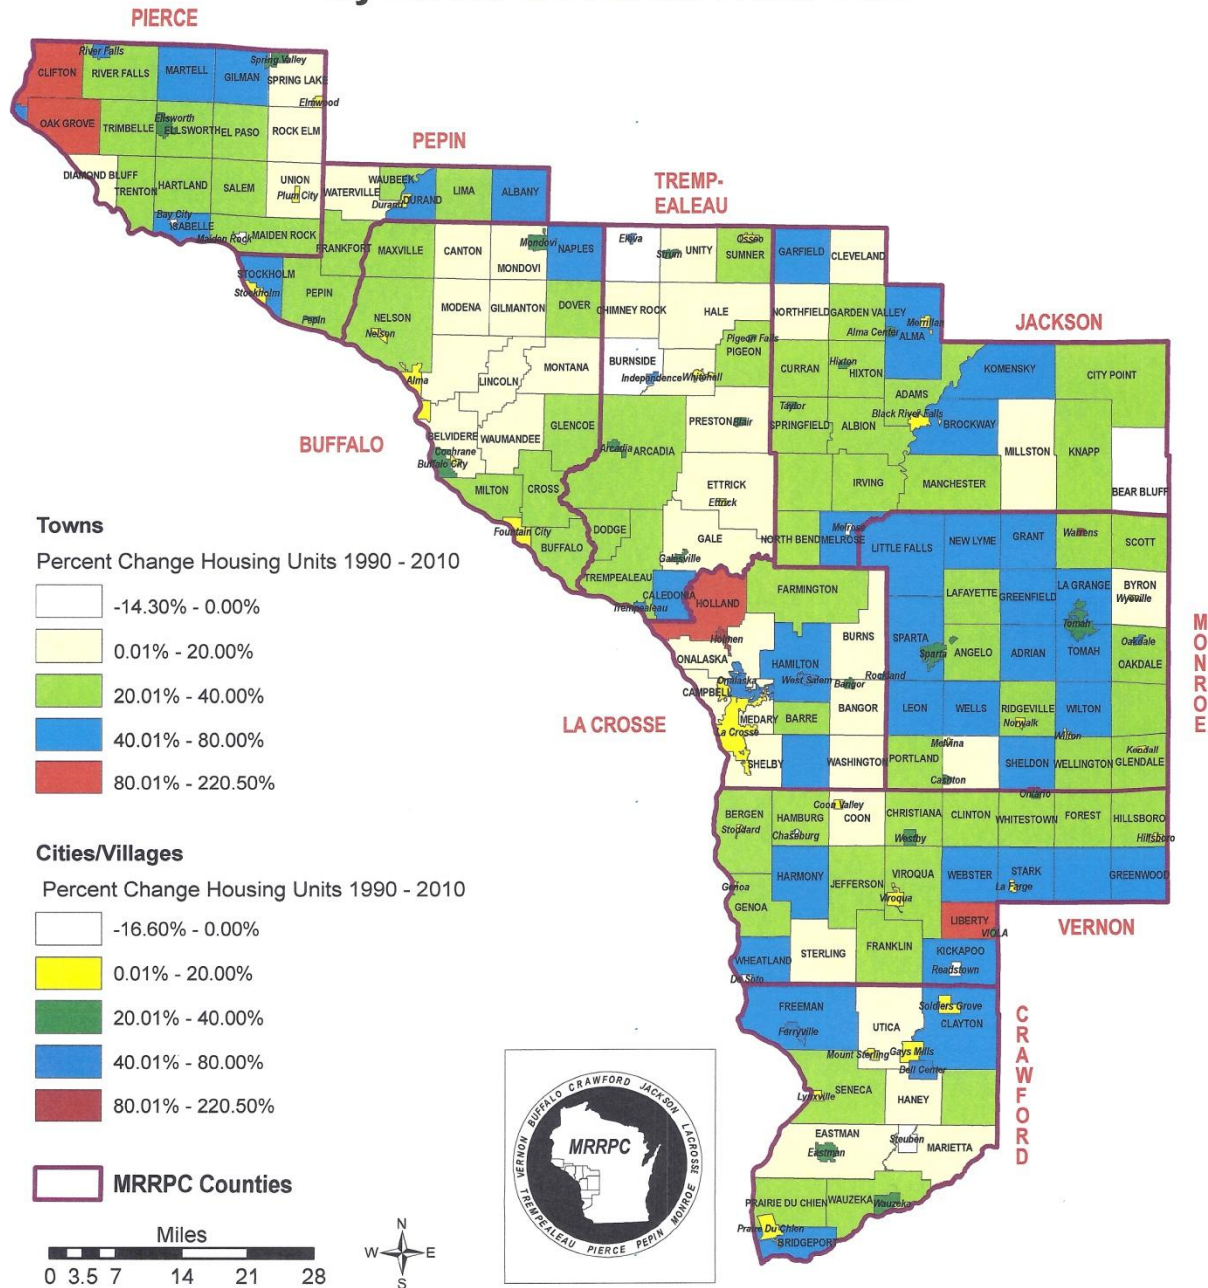 PIERCE
River Falls
Spring Valley
CLIFTON
RIVER FALLS
MARTELL
GILMAN
SPRING LAKE
Elmwood
OAK GROVE
TRIMBELLE
Ellsworth
ELLSWORTH
EL PASO
ROCK ELM
DIAMOND BLUFF
TRENTON
HARTLAND
SALEM
UNION
Plum City
Bay City
ISABELLE
Maiden Rock
MAIDEN ROCK
PEPIN
WATERVILLE
WAUBEEK
Durand
DURAND
LIMA
ALBANY
FRANKFORT
STOCKHOLM
Stockholm
PEPIN
Pepin
TREMP-
EALEAU
MAXVILLE
CANTON
Mondovi
MONDOVI
NAPLES
NELSON
Nelson
MODENA
GILMANTON
DOVER
Alma
LINCOLN
MONTANA
BUFFALO
BELVIDERE
Cochrane
Buffalo City
WAUMANDEE
GLENCOE
MILTON
CROSS
Fountain City
BUFFALO
Eleva
Strum
UNITY
Osseo
SUMNER
CHIMNEY ROCK
HALE
Pigeon Falls
PIGEON
BURNSIDE
Independence
Whitehall
PRESTON
Blair
Arcadia
ARCADIA
ETTRICK
Ettrick
DODGE
GALE
Galesville
TREMPEALEAU
CALEDONIA
Trempealeau
JACKSON
GARFIELD
CLEVELAND
NORTHFIELD
GARDEN VALLEY
Alma Center
Merrillan
ALMA
CURRAN
Hixton
HIXTON
KOMENSKY
CITY POINT
ADAMS
Black River Falls
Taylor
SPRINGFIELD
ALBION
BROCKWAY
MILLSTON
KNAPP
IRVING
MANCHESTER
BEAR BLUFF
NORTH BEND
Melrose
MELROSE
MONROE
LITTLE FALLS
NEW LYME
GRANT
Warrens
SCOTT
LAFAYETTE
GREENFIELD
LA GRANGE
BYRON
Wyeville
Tomah
SPARTA
Sparta
ANGELO
ADRIAN
TOMAH
Oakdale
OAKDALE
LEON
WELLS
RIDGEVILLE
Norwalk
WILTON
Wilton
Melvina
PORTLAND
Cashton
SHELDON
WELLINGTON
Kendall
GLENDALE
Ontario
LA CROSSE
HOLLAND
FARMINGTON
Holmen
BURNS
ONALASKA
HAMILTON
West Salem
Rockland
Onalaska
Bangor
CAMPBELL
MEDARY
BARRE
BANGOR
La Crosse
SHELBY
WASHINGTON
VERNON
BERGEN
Stoddard
HAMBURG
Chaseburg
Coon Valley
COON
CHRISTIANA
Westby
CLINTON
WHITESTOWN
FOREST
HILLSBORO
Hillsboro
Genoa
GENOA
HARMONY
JEFFERSON
VIROQUA
Viroqua
WEBSTER
STARK
La Farge
GREENWOOD
LIBERTY
VIOLA
WHEATLAND
De Soto
STERLING
FRANKLIN
KICKAPOO
Readstown
CRAWFORD
FREEMAN
Ferryville
UTICA
Soldiers Grove
CLAYTON
Mount Sterling
Gays Mills
Bell Center
SENECA
Lynxville
HANEY
EASTMAN
Eastman
Steuben
MARIETTA
PRAIRIE DU CHIEN
WAUZEKA
Wauzeka
Prairie Du Chien
BRIDGEPORT
Towns
Percent Change Housing Units 1990 - 2010
-14.30% - 0.00%
0.01% - 20.00%
20.01% - 40.00%
40.01% - 80.00%
80.01% - 220.50%
Cities/Villages
Percent Change Housing Units 1990 - 2010
-16.60% - 0.00%
0.01% - 20.00%
20.01% - 40.00%
40.01% - 80.00%
80.01% - 220.50%
MRRPC Counties
Miles
0 3.5 7 14 21 28
N
W E
S
VERNON BUFFALO CRAWFORD JACKSON LACROSSE
MRRPC
TREMPEALEAU PIERCE PEPIN MONROE